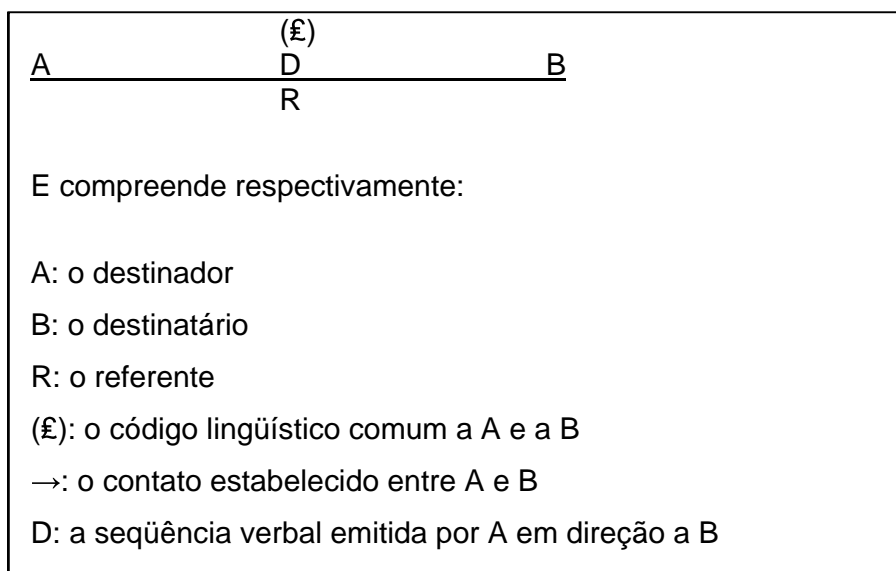 (₤)
A D B
R
E compreende respectivamente:
A: o destinador
B: o destinatário
R: o referente
(₤): o código lingüístico comum a A e a B
→: o contato estabelecido entre A e B
D: a seqüência verbal emitida por A em direção a B